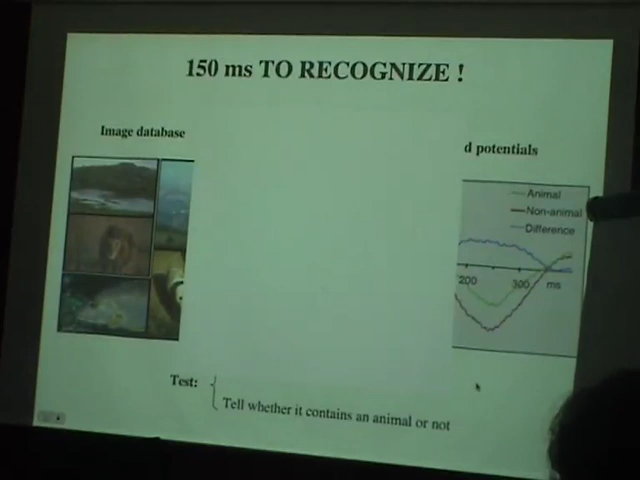 150 ms TO RECOGNIZE !
Image database
d potentials
Animal
Non-animal
Difference
200
300
ms
Test:
Tell whether it contains an animal or not